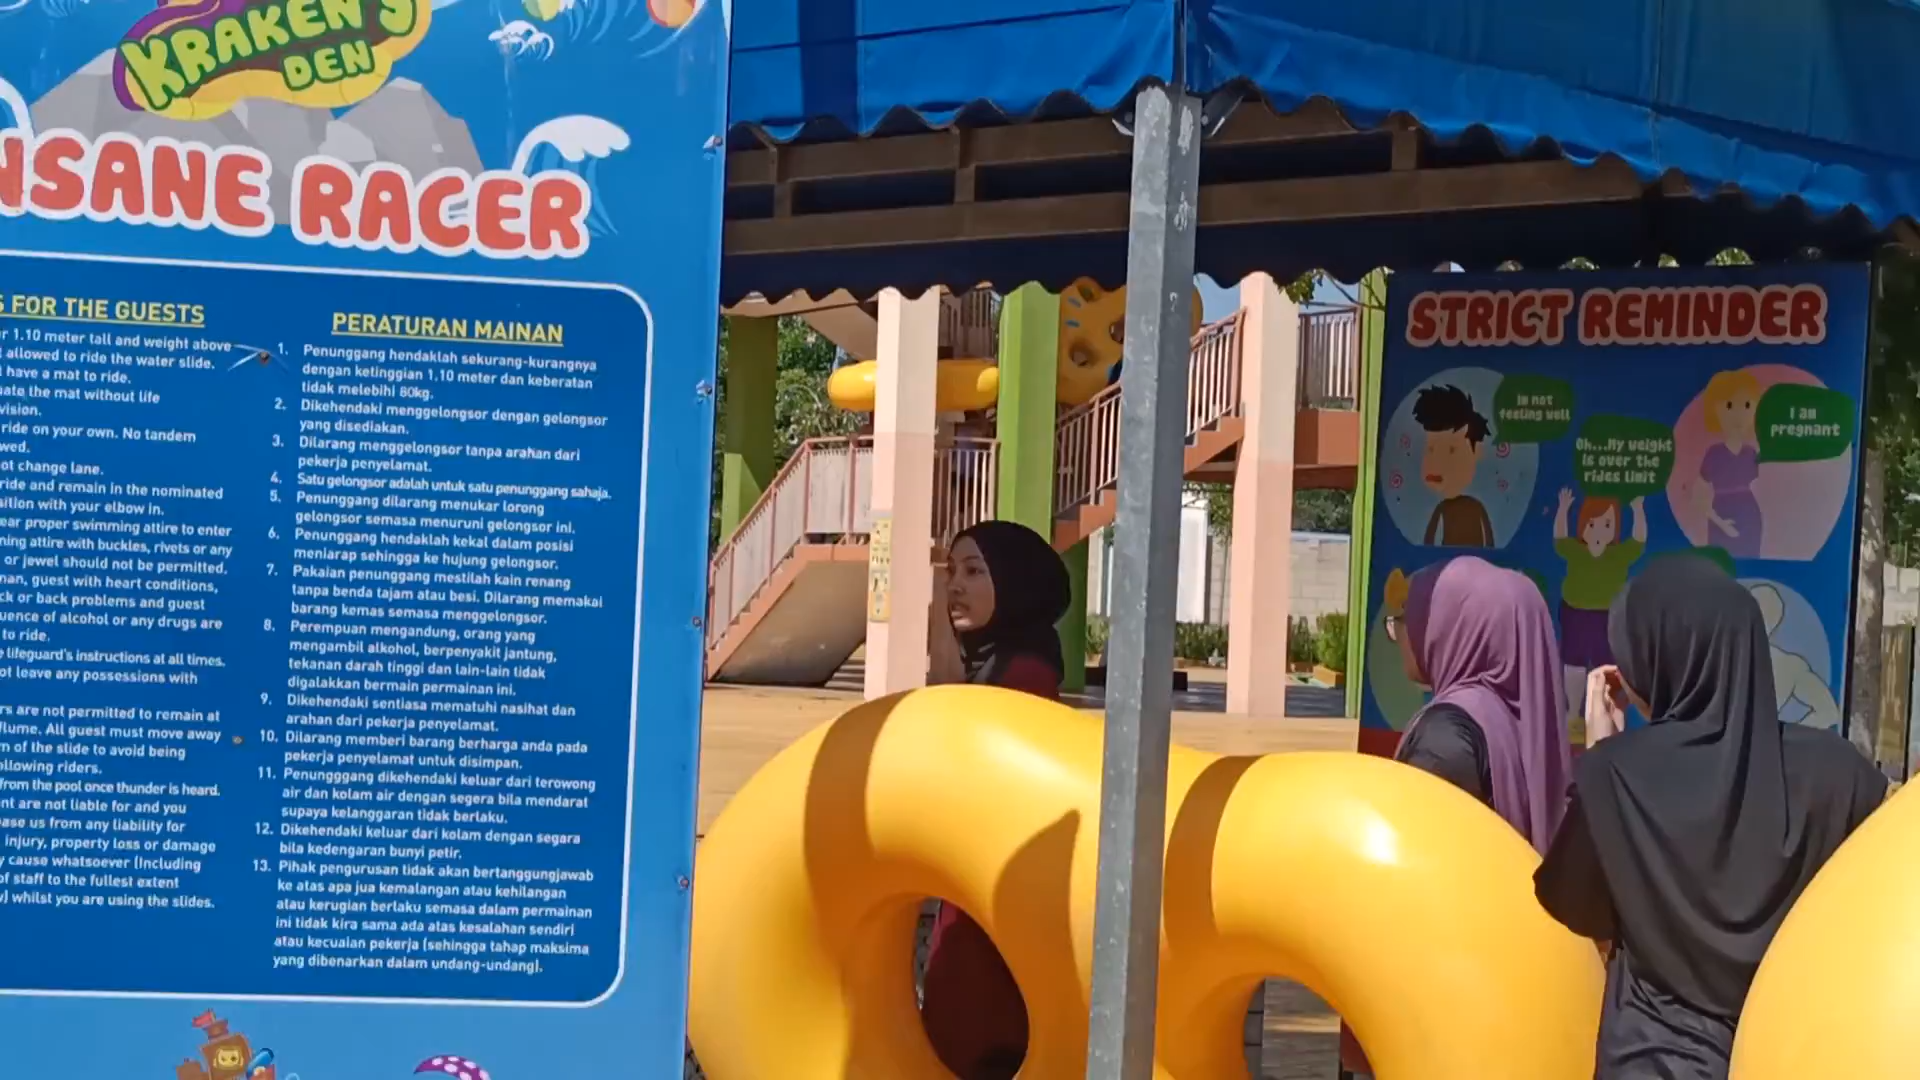 KRAKEN'S
DEN
NSANE RACER
S FOR THE GUESTS
r 1.10 meter tall and weight above
t allowed to ride the water slide.
t have a mat to ride.
uate the mat without life
vision.
ride on your own. No tandem
wed.
ot change lane.
ride and remain in the nominated
sition with your elbow in.
ear proper swimming attire to enter
ning attire with buckles, rivets or any
or jewel should not be permitted.
nan, guest with heart conditions,
ck or back problems and guest
uence of alcohol or any drugs are
to ride.
e lifeguard's instructions at all times.
ot leave any possessions with
rs are not permitted to remain at
flume. All guest must move away
m of the slide to avoid being
ollowing riders.
from the pool once thunder is heard.
nt are not liable for and you
ase us from any liability for
injury, property loss or damage
y cause whatsoever (Including
of staff to the fullest extent
w) whilst you are using the slides.
PERATURAN MAINAN
1. Penunggang hendaklah sekurang-kurangnya
dengan ketinggian 1.10 meter dan keberatan
tidak melebihi 80kg.
2. Dikehendaki menggelongsor dengan gelongsor
yang disediakan.
3. Dilarang menggelongsor tanpa arahan dari
pekerja penyelamat.
4. Satu gelongsor adalah untuk satu penunggang sahaja.
5. Penunggang dilarang menukar lorong
gelongsor semasa menuruni gelongsor ini.
6. Penunggang hendaklah kekal dalam posisi
meniarap sehingga ke hujung gelongsor.
7. Pakaian penunggang mestilah kain renang
tanpa benda tajam atau besi. Dilarang memakai
barang kemas semasa menggelongsor.
8. Perempuan mengandung, orang yang
mengambil alkohol, berpenyakit jantung,
tekanan darah tinggi dan lain-lain tidak
digalakkan bermain permainan ini.
9. Dikehendaki sentiasa mematuhi nasihat dan
arahan dari pekerja penyelamat.
10. Dilarang memberi barang berharga anda pada
pekerja penyelamat untuk disimpan.
11. Penungggang dikehendaki keluar dari terowong
air dan kolam air dengan segera bila mendarat
supaya kelanggaran tidak berlaku.
12. Dikehendaki keluar dari kolam dengan segara
bila kedengaran bunyi petir.
13. Pihak pengurusan tidak akan bertanggungjawab
ke atas apa jua kemalangan atau kehilangan
atau kerugian berlaku semasa dalam permainan
ini tidak kira sama ada atas kesalahan sendiri
atau kecuaian pekerja (sehingga tahap maksima
yang dibenarkan dalam undang-undang).
STRICT REMINDER
Im not
feeling well
Oh...My weight
is over the
rides limit
I am
pregnant